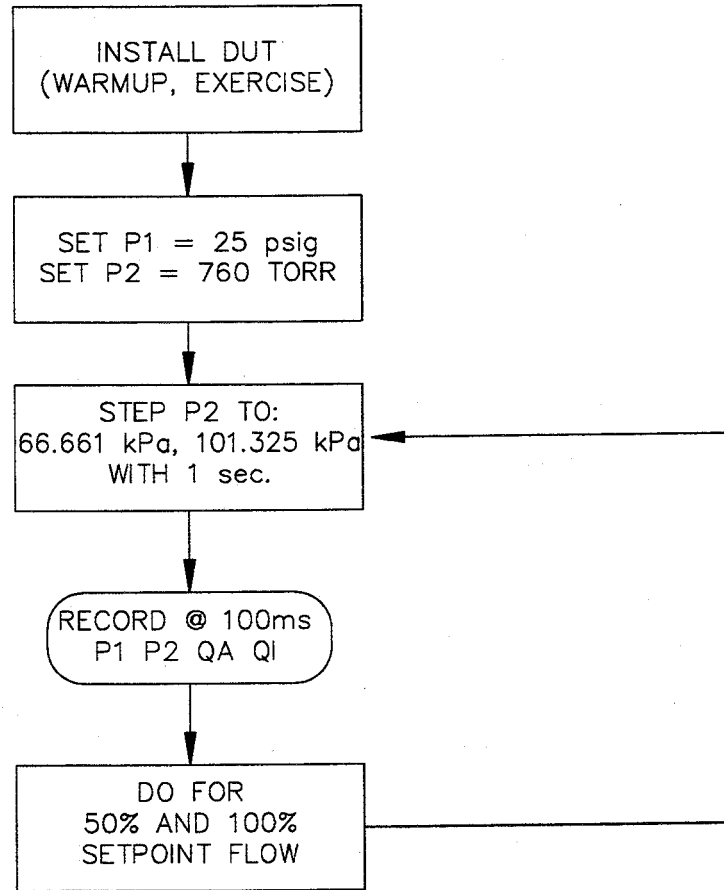 INSTALL DUT
(WARMUP, EXERCISE)
SET P1 = 25 psig
SET P2 = 760 TORR
STEP P2 TO:
66.661 kPa, 101.325 kPa
WITH 1 sec.
RECORD @ 100ms
P1 P2 QA QI
DO FOR
50% AND 100%
SETPOINT FLOW